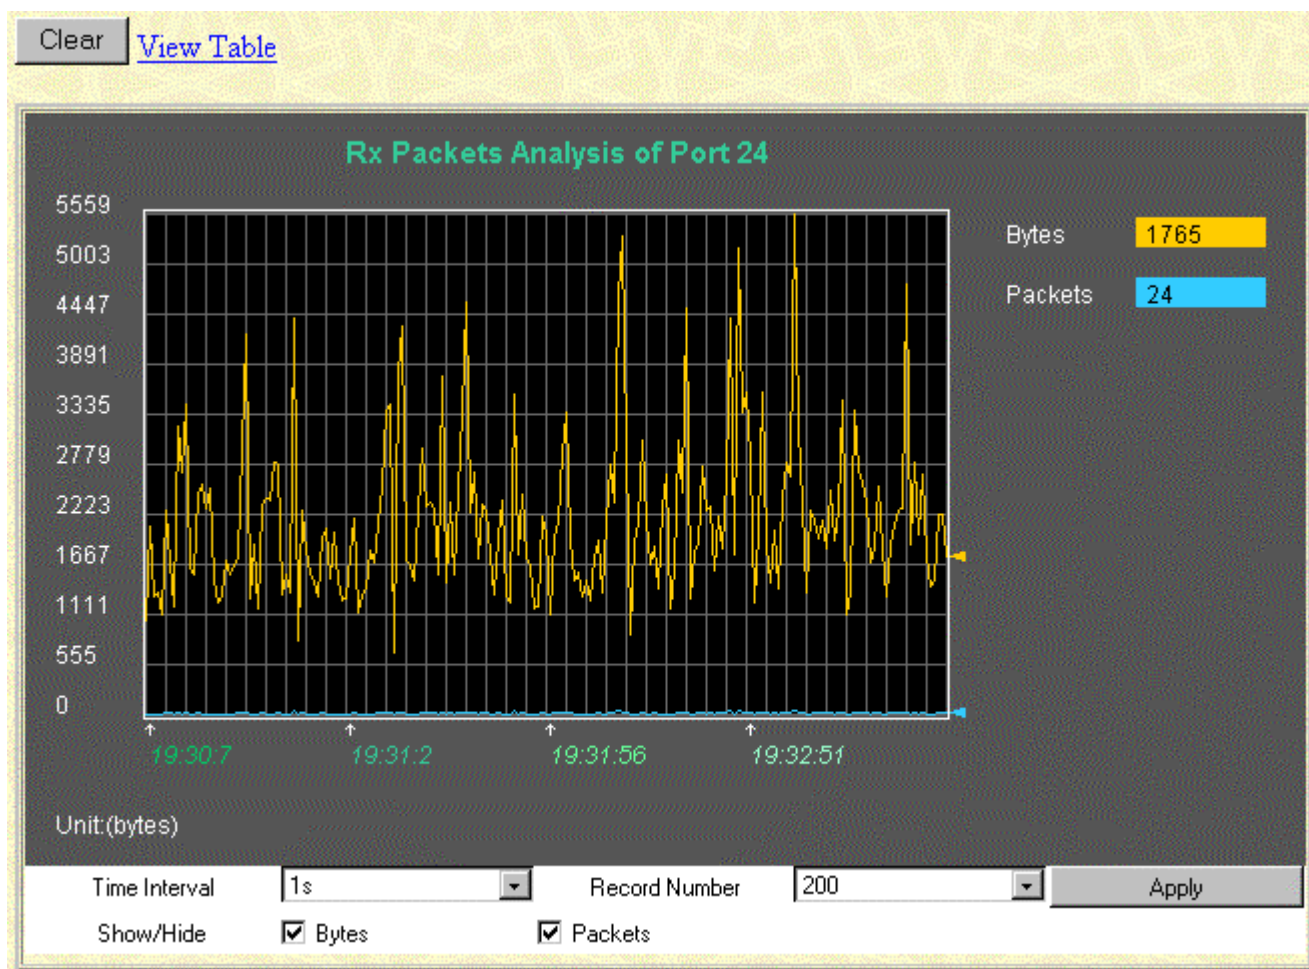 Clear View Table
Rx Packets Analysis of Port 24
5559
5003
4447
3891
3335
2779
2223
1667
1111
555
0
Bytes 1765
Packets 24
19:30:7 19:31:2 19:31:56 19:32:51
Unit:(bytes)
Time Interval 1s Record Number 200 Apply
Show/Hide Bytes Packets